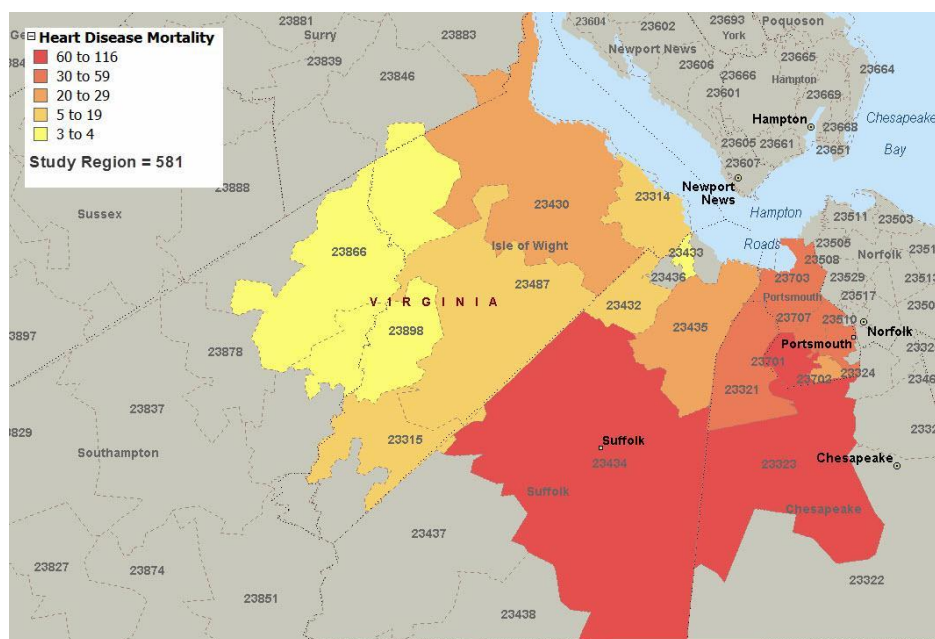 Heart Disease Mortality
60 to 116
30 to 59
20 to 29
5 to 19
3 to 4
Study Region = 581
23881
Surry
23883
23839
23846
23888
Sussex
23604
23602
23693
Poquoson
York
Newport News
23606
23665
23664
23666
Hampton
23601
23669
Hampton
23668
Chesapeake
23605
23661
23651
Bay
23607
Newport
News
Hampton
Roads
23430
23314
23511
23503
Isle of Wight
23433
23505
Norfolk
23866
23436
23508
23487
23703
23529
VIRGINIA
Portsmouth
23517
23432
23898
23435
23707
23510
Norfolk
Portsmouth
23897
23878
23701
23702
23324
23321
23837
23315
Southampton
Suffolk
23434
23323
Chesapeake
Suffolk
Chesapeake
23437
23827
23874
23322
23851
23438